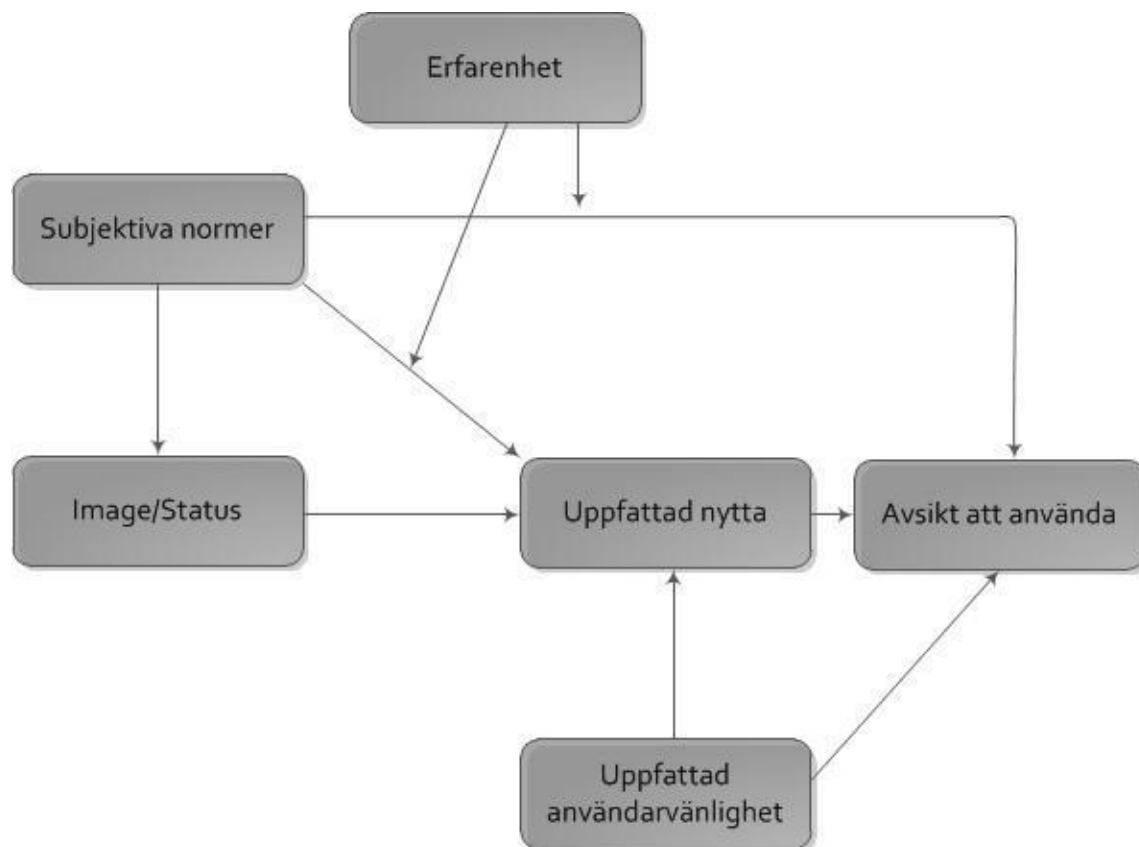 Erfarenhet
Subjektiva normer
Image/Status
Uppfattad nytta
Avsikt att använda
Uppfattad
användarvänlighet